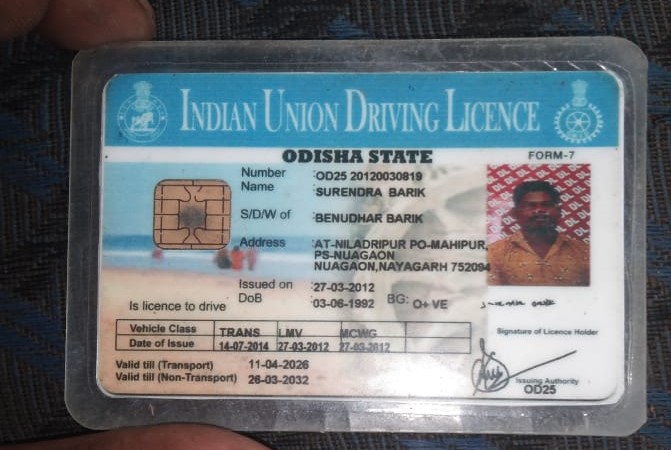 INDIAN UNION DRIVING LICENCE
ODISHA STATE
FORM-7
Number :OD25 20120030819
Name :SURENDRA BARIK
S/D/W of :BENUDHAR BARIK
Address :AT-NILADRIPUR PO-MAHIPUR,
PS-NUAGAON
NUAGAON,NAYAGARH 752094
Issued on :27-03-2012
DoB :03-06-1992 BG: O+VE
Is licence to drive
Signature of Licence Holder
Vehicle Class TRANS LMV MCWG
Date of Issue 14-07-2014 27-03-2012 27-03-2012
Valid till (Transport) 11-04-2026
Valid till (Non-Transport) 26-03-2032
Issuing Authority
OD25